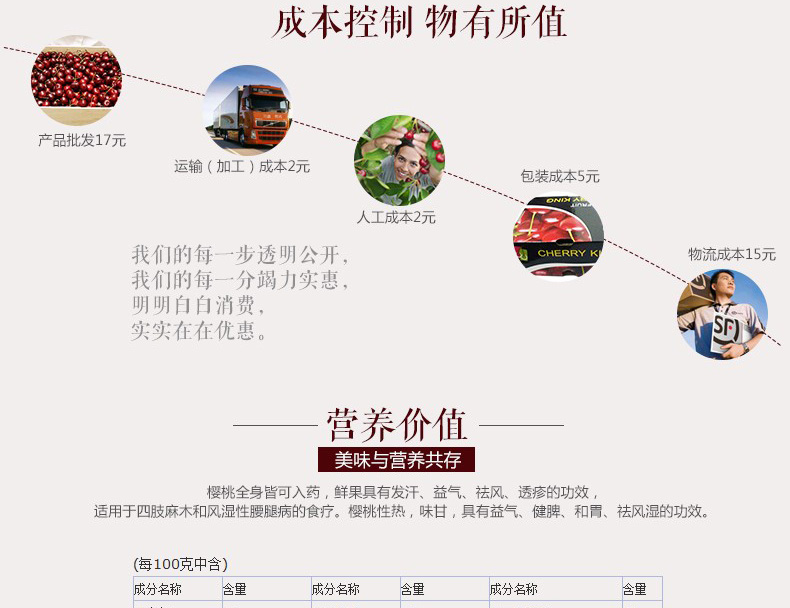 成本控制 物有所值
产品批发17元
运输（加工）成本2元
人工成本2元
包装成本5元
CHERRY KI
物流成本15元
SF
我们的每一步透明公开，
我们的每一分竭力实惠，
明明白白消费，
实实在在优惠。
营养价值
美味与营养共存
樱桃全身皆可入药，鲜果具有发汗、益气、祛风、透疹的功效，
适用于四肢麻木和风湿性腰腿病的食疗。樱桃性热，味甘，具有益气、健脾、和胃、祛风湿的功效。
(每100克中含)
成分名称 含量 成分名称 含量 成分名称 含量